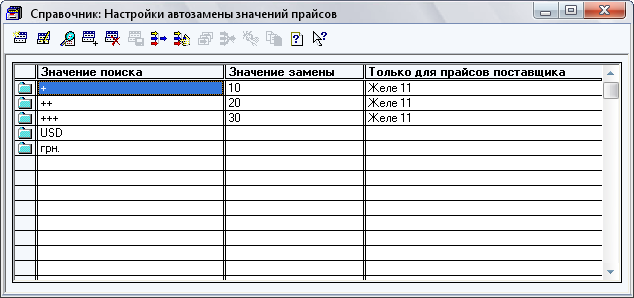 Справочник: Настройки автозамены значений прайсов
Значение поиска Значение замены Только для прайсов поставщика
+ 10 Желе 11
++ 20 Желе 11
+++ 30 Желе 11
USD
грн.